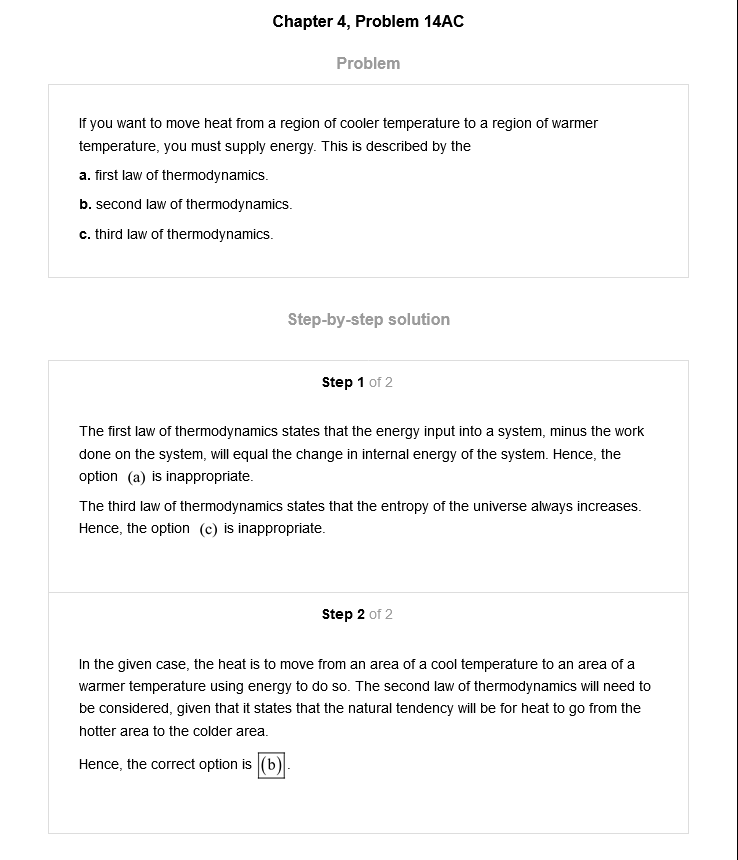 Chapter 4, Problem 14AC
Problem
If you want to move heat from a region of cooler temperature to a region of warmer
temperature, you must supply energy. This is described by the
a. first law of thermodynamics.
b. second law of thermodynamics.
c. third law of thermodynamics.
Step-by-step solution
Step 1 of 2
The first law of thermodynamics states that the energy input into a system, minus the work
done on the system, will equal the change in internal energy of the system. Hence, the
option (a) is inappropriate.
The third law of thermodynamics states that the entropy of the universe always increases.
Hence, the option (c) is inappropriate.
Step 2 of 2
In the given case, the heat is to move from an area of a cool temperature to an area of a
warmer temperature using energy to do so. The second law of thermodynamics will need to
be considered, given that it states that the natural tendency will be for heat to go from the
hotter area to the colder area.
Hence, the correct option is (b).